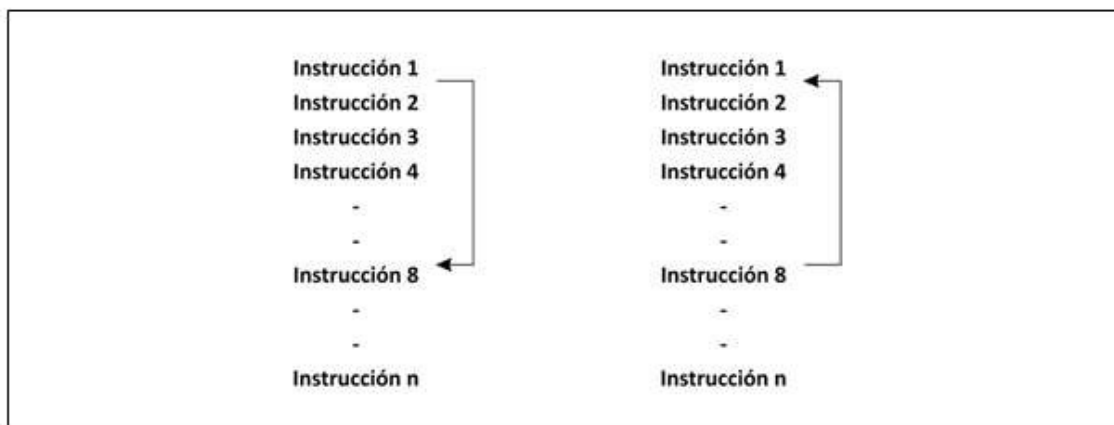 Instrucción 1
Instrucción 2
Instrucción 3
Instrucción 4
-
-
Instrucción 8
-
-
Instrucción n
Instrucción 1
Instrucción 2
Instrucción 3
Instrucción 4
-
-
Instrucción 8
-
-
Instrucción n